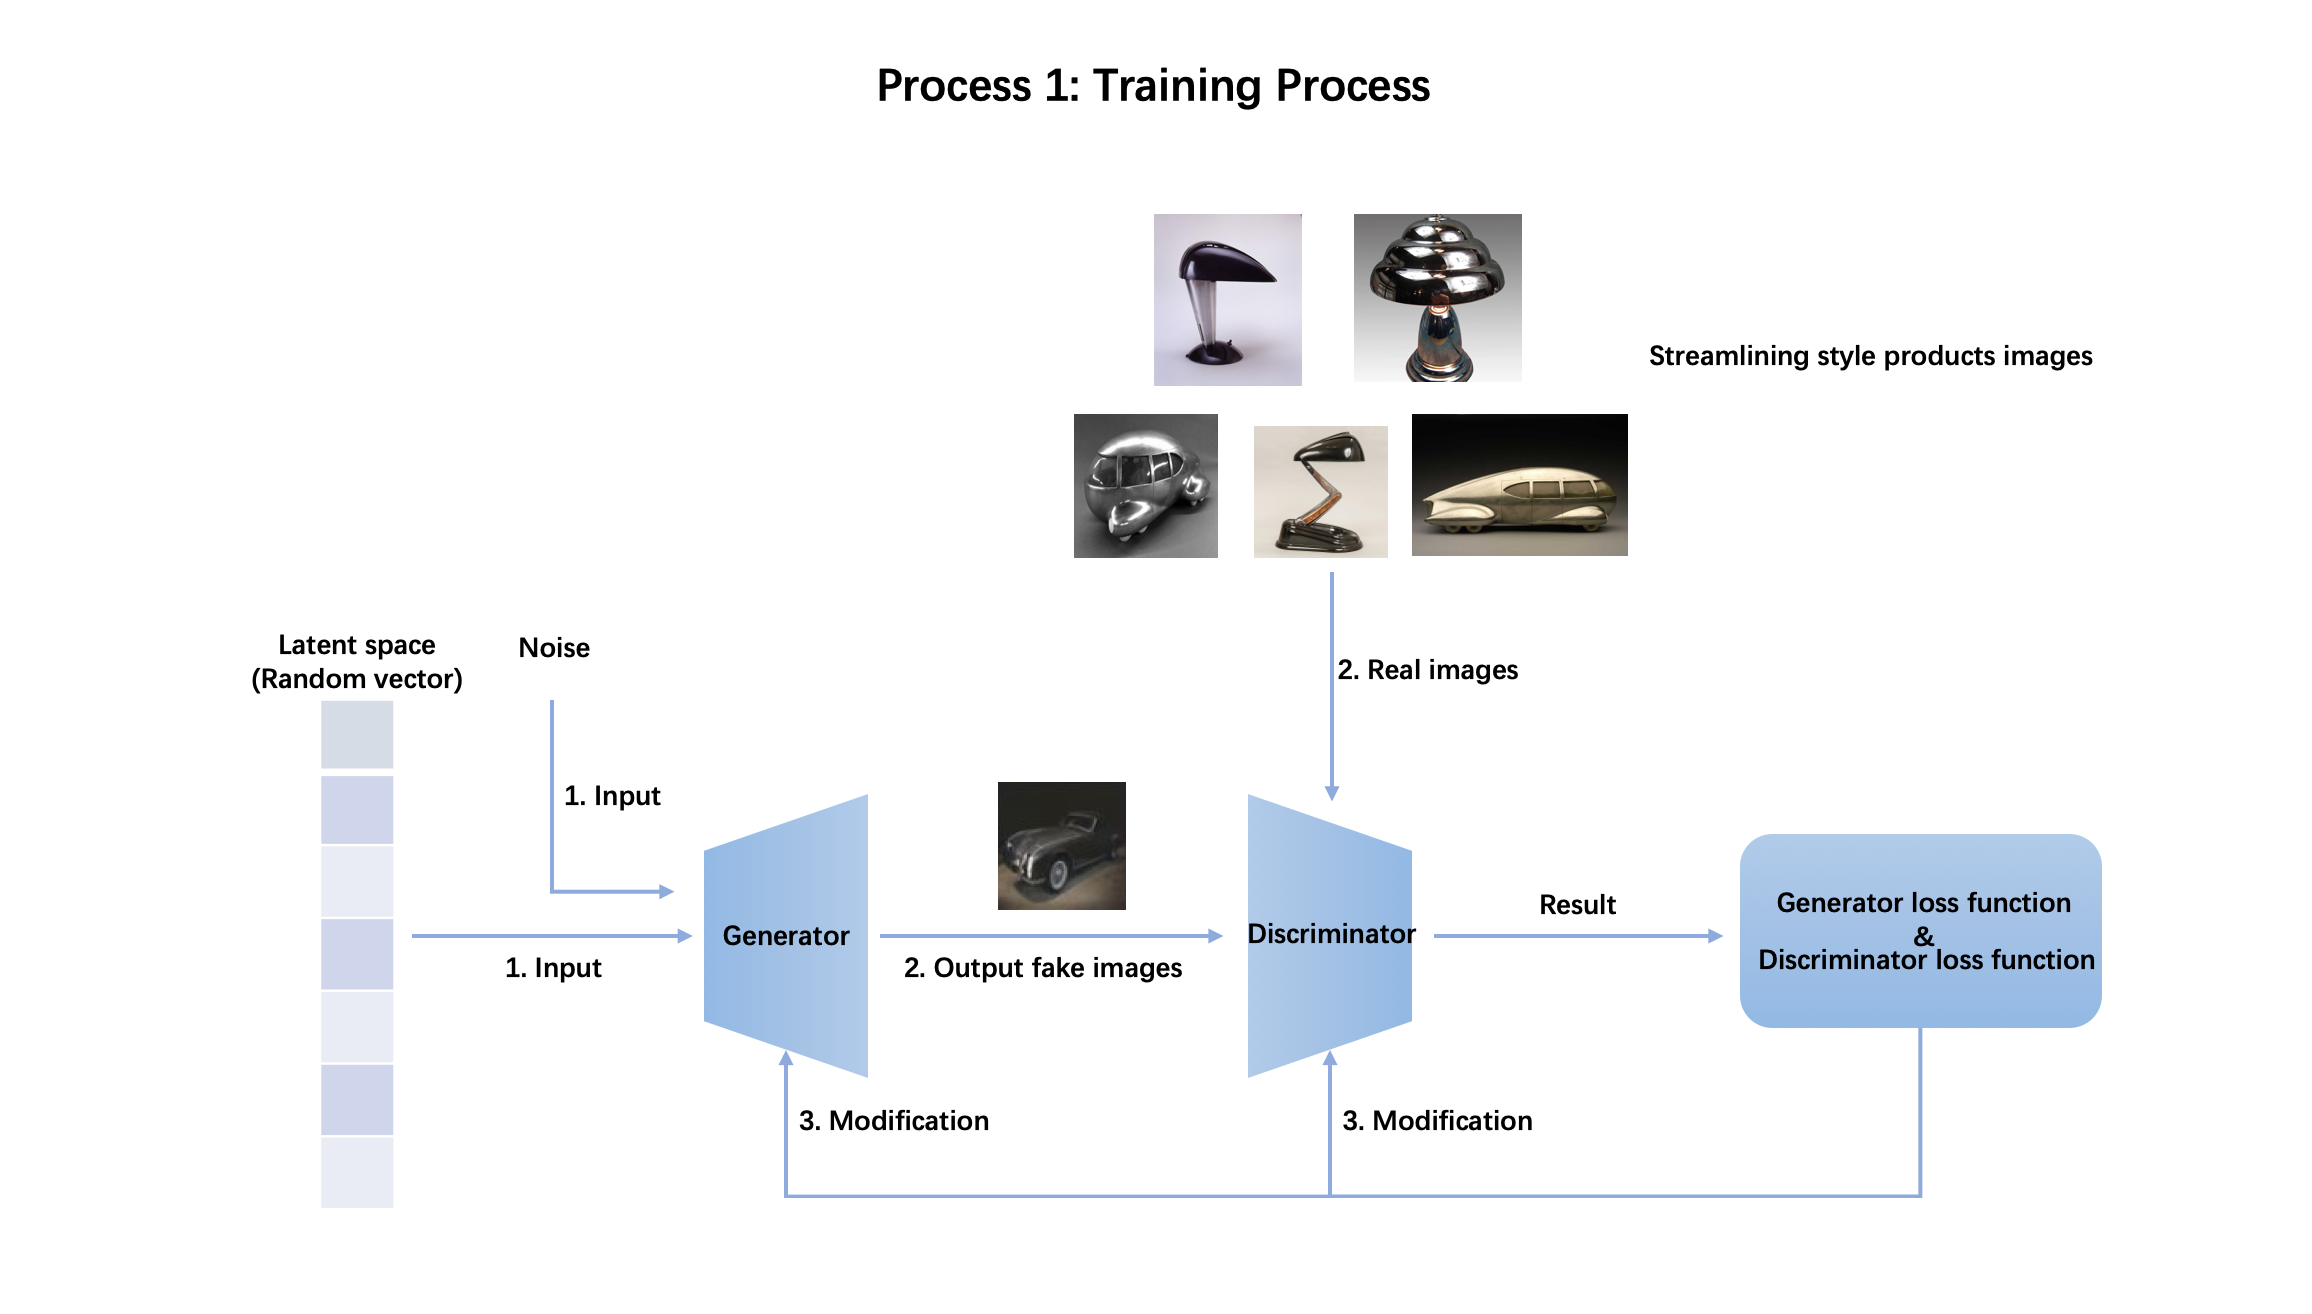 Process 1: Training Process
Streamlining style products images
2. Real images
Latent space
(Random vector)
Noise
1. Input
1. Input
Generator
2. Output fake images
Discriminator
Result
Generator loss function
&
Discriminator loss function
3. Modification
3. Modification